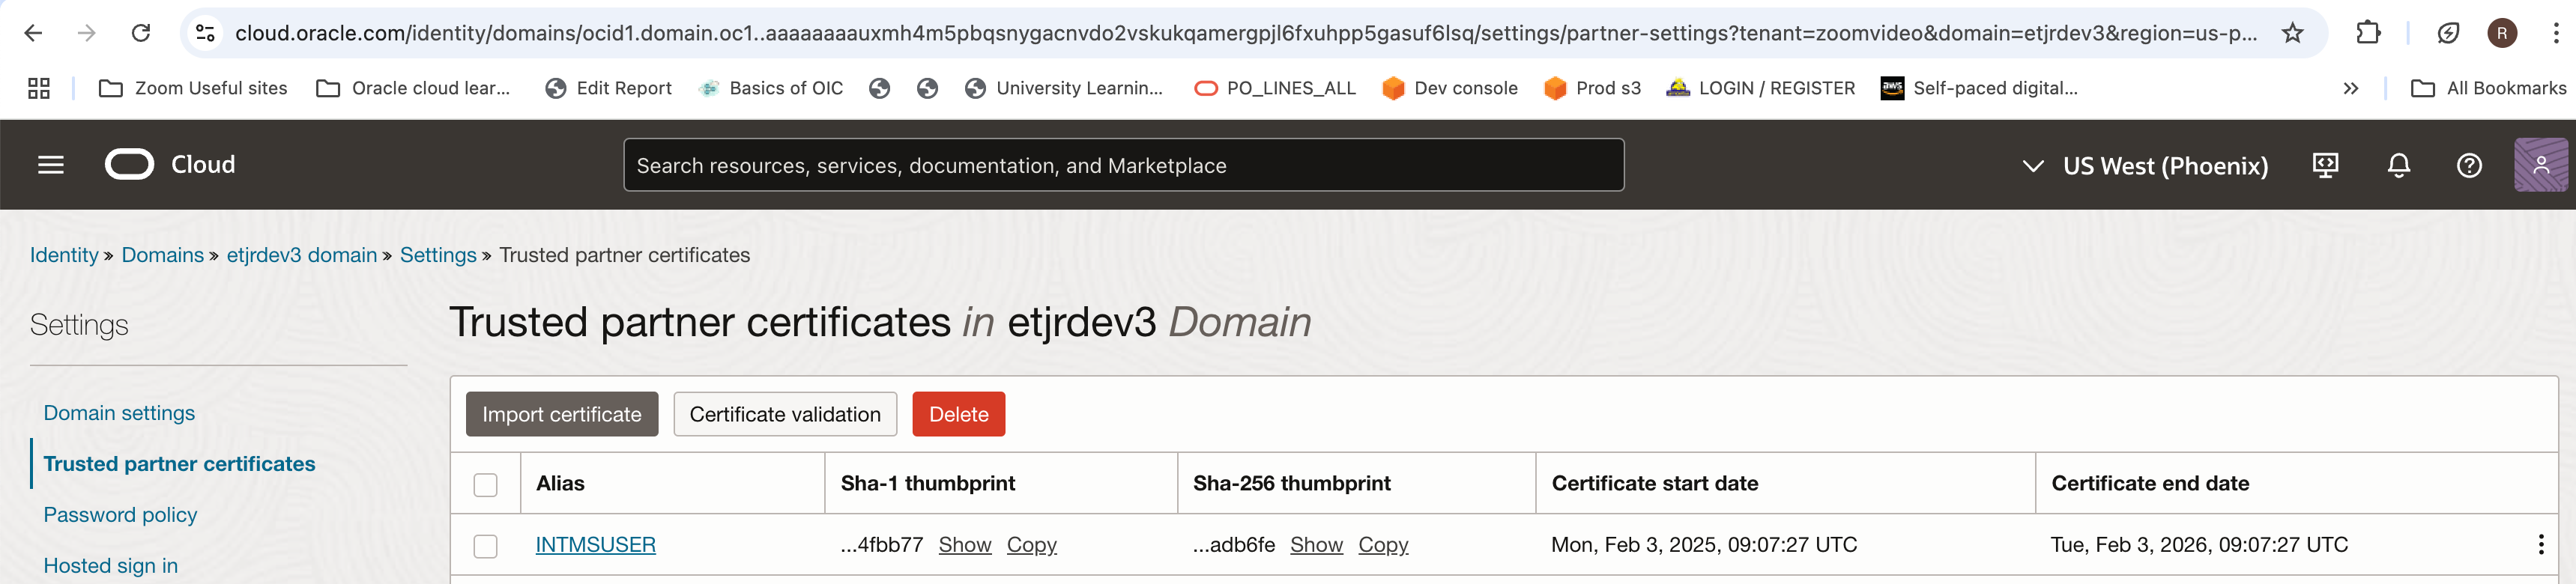 cloud.oracle.com/identity/domains/ocid1.domain.oc1..aaaaaaaauxmh4m5pbqsnygacnvdo2vskukqamergpjl6fxuhpp5gasuf6lsq/settings/partner-settings?tenant=zoomvideo&domain=etjrdev3&region=us-p...
R
Zoom Useful sites
Oracle cloud lear...
Edit Report
Basics of OIC
University Learnin...
PO_LINES_ALL
Dev console
Prod s3
LOGIN / REGISTER
aws
Self-paced digital...
All Bookmarks
Cloud
Search resources, services, documentation, and Marketplace
US West (Phoenix)
Identity » Domains » etjrdev3 domain » Settings » Trusted partner certificates
Settings
Domain settings
Trusted partner certificates
Password policy
Hosted sign in
Trusted partner certificates in etjrdev3 Domain
Import certificate
Certificate validation
Delete
Alias
Sha-1 thumbprint
Sha-256 thumbprint
Certificate start date
Certificate end date
INTMSUSER
...4fbb77 Show Copy
...adb6fe Show Copy
Mon, Feb 3, 2025, 09:07:27 UTC
Tue, Feb 3, 2026, 09:07:27 UTC